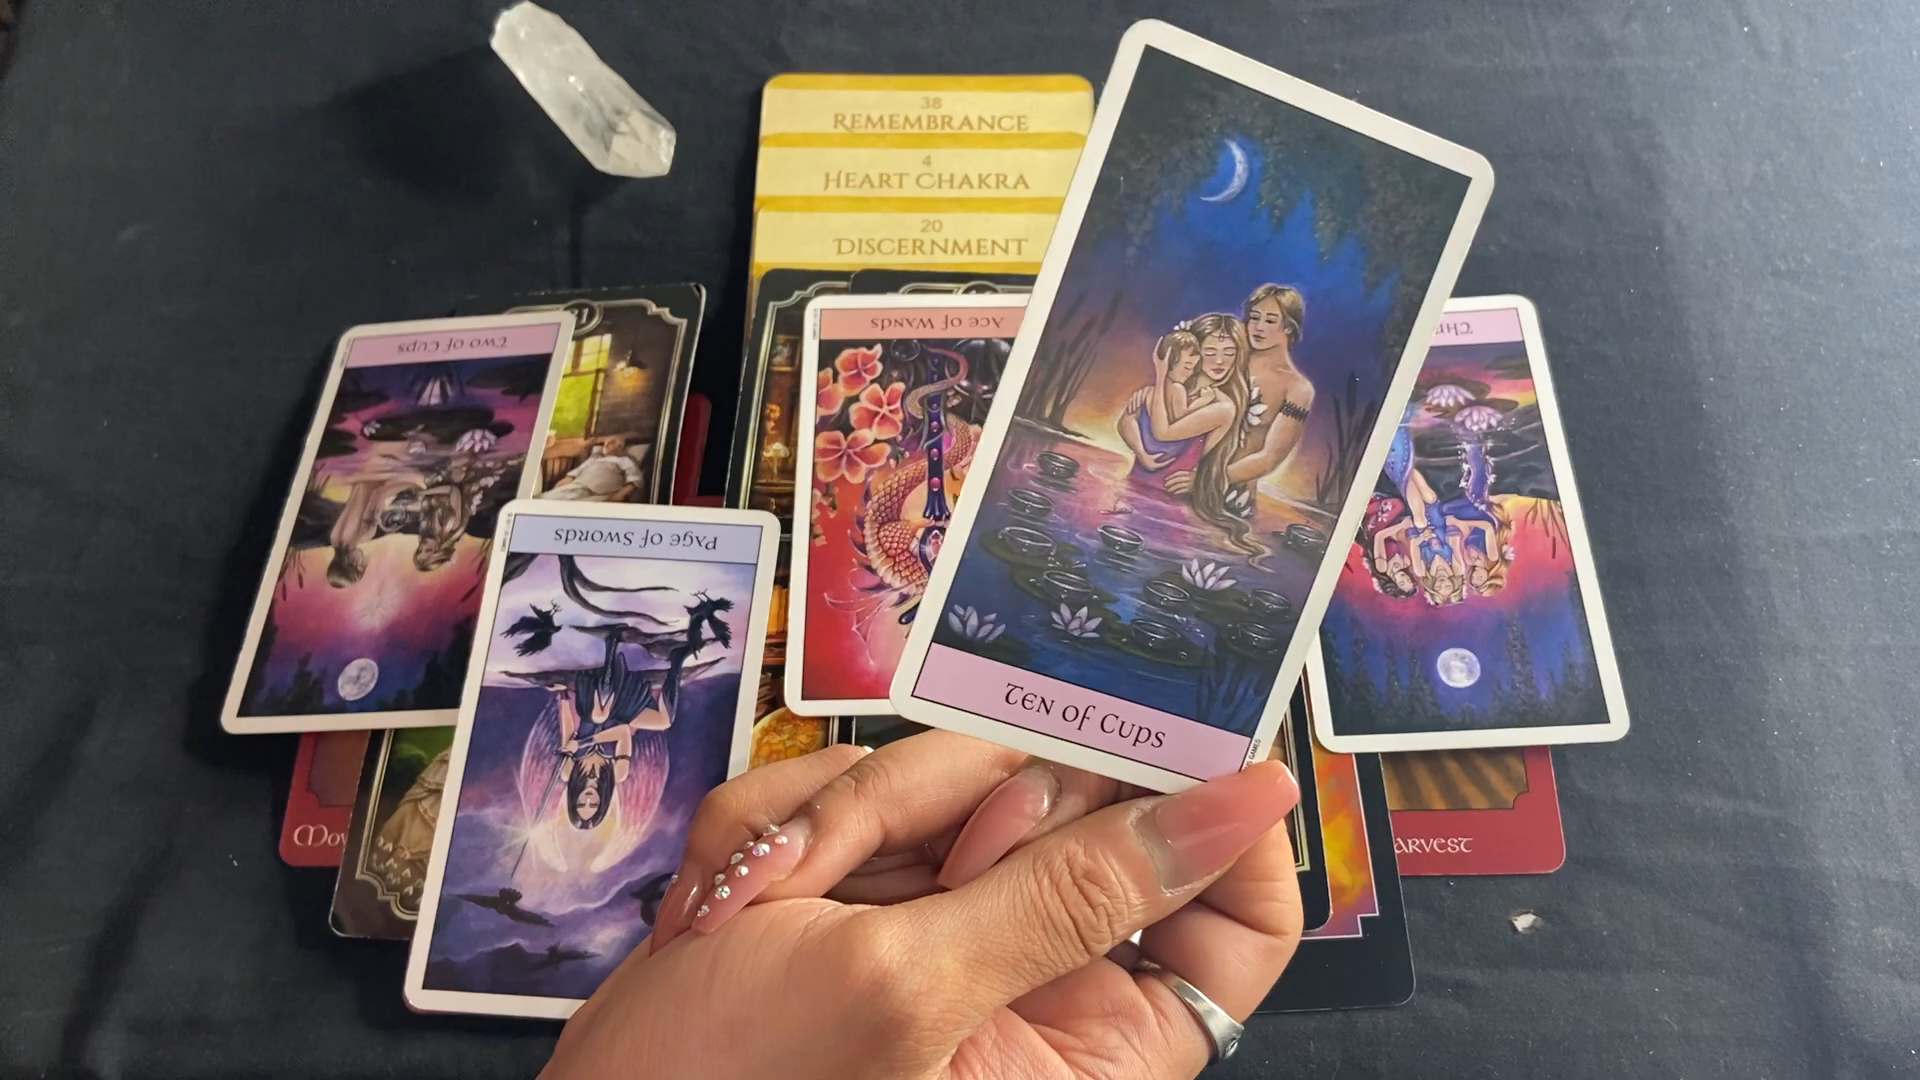 38
REMEMBRANCE
4
HEART CHAKRA
20
DISCERNMENT
TWO OF CUPS
ACE OF WANDS
PAGE OF SWORDS
TEN OF CUPS
GAMES